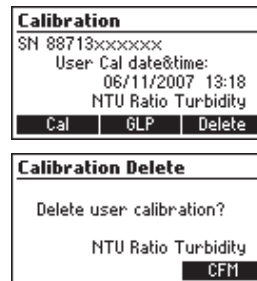 Calibration
SN 88713xxxxxx
User Cal date&time:
06/11/2007 13:18
NTU Ratio Turbidity
Cal GLP Delete
Calibration Delete
Delete user calibration?
NTU Ratio Turbidity
CFM